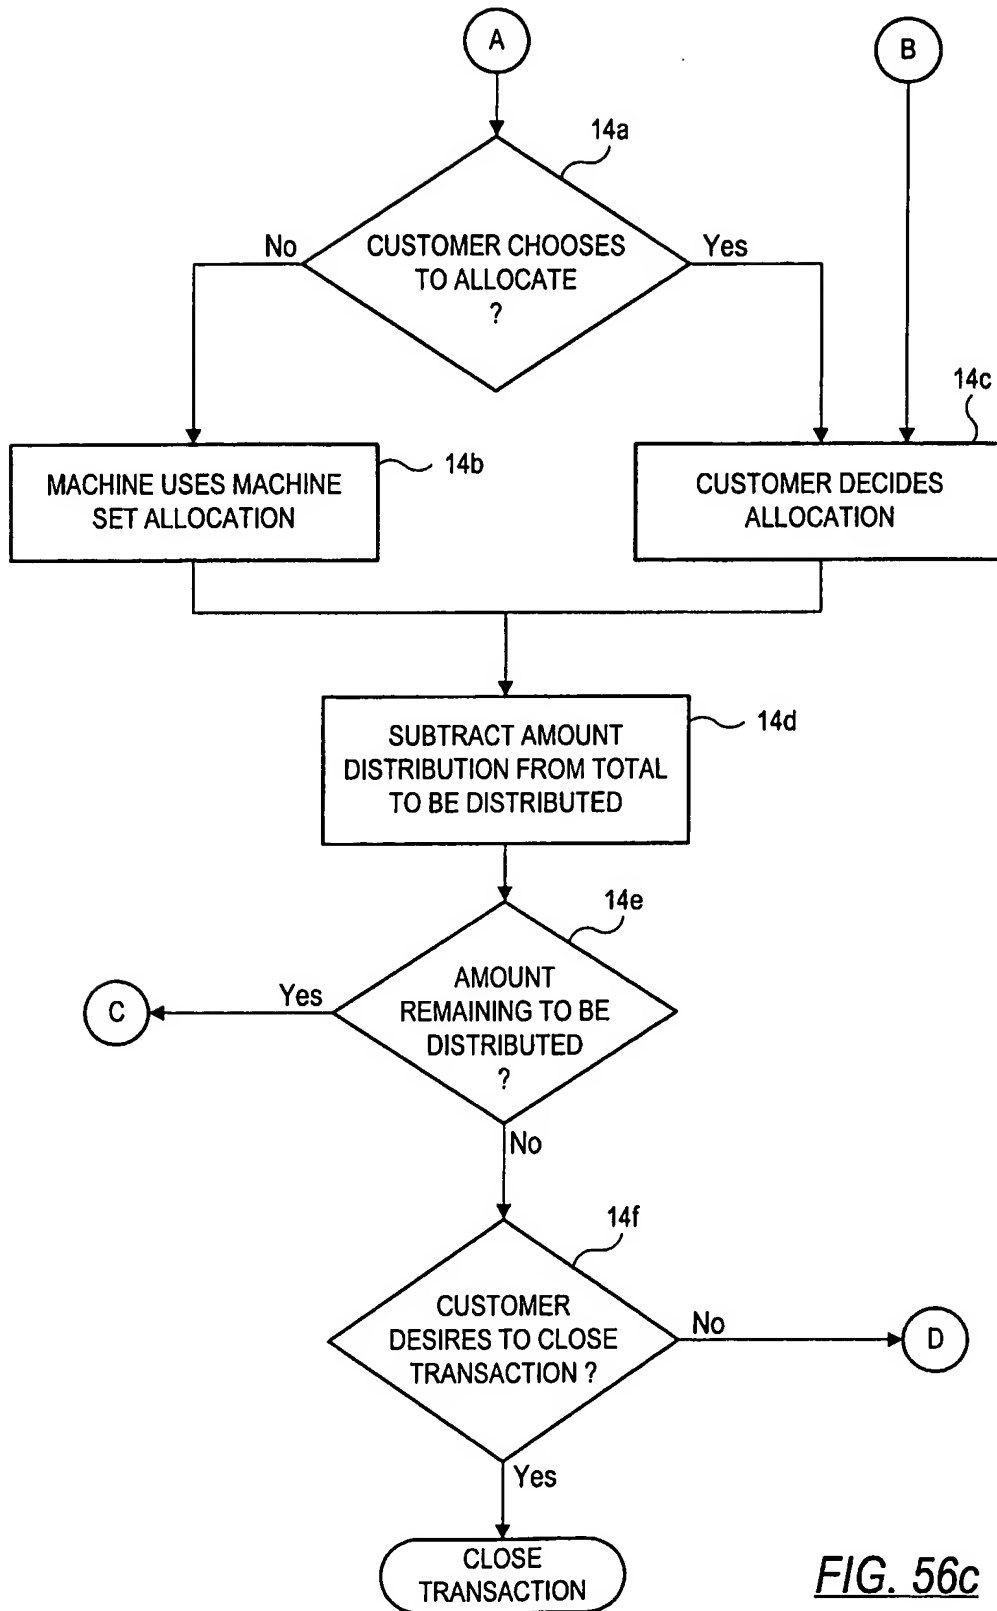 A
B
14a
No
CUSTOMER CHOOSES
TO ALLOCATE
?
Yes
14c
MACHINE USES MACHINE
SET ALLOCATION
14b
CUSTOMER DECIDES
ALLOCATION
SUBTRACT AMOUNT
DISTRIBUTION FROM TOTAL
TO BE DISTRIBUTED
14d
14e
C
Yes
AMOUNT
REMAINING TO BE
DISTRIBUTED
?
No
14f
CUSTOMER
DESIRES TO CLOSE
TRANSACTION ?
No
D
Yes
CLOSE
TRANSACTION
FIG. 56c